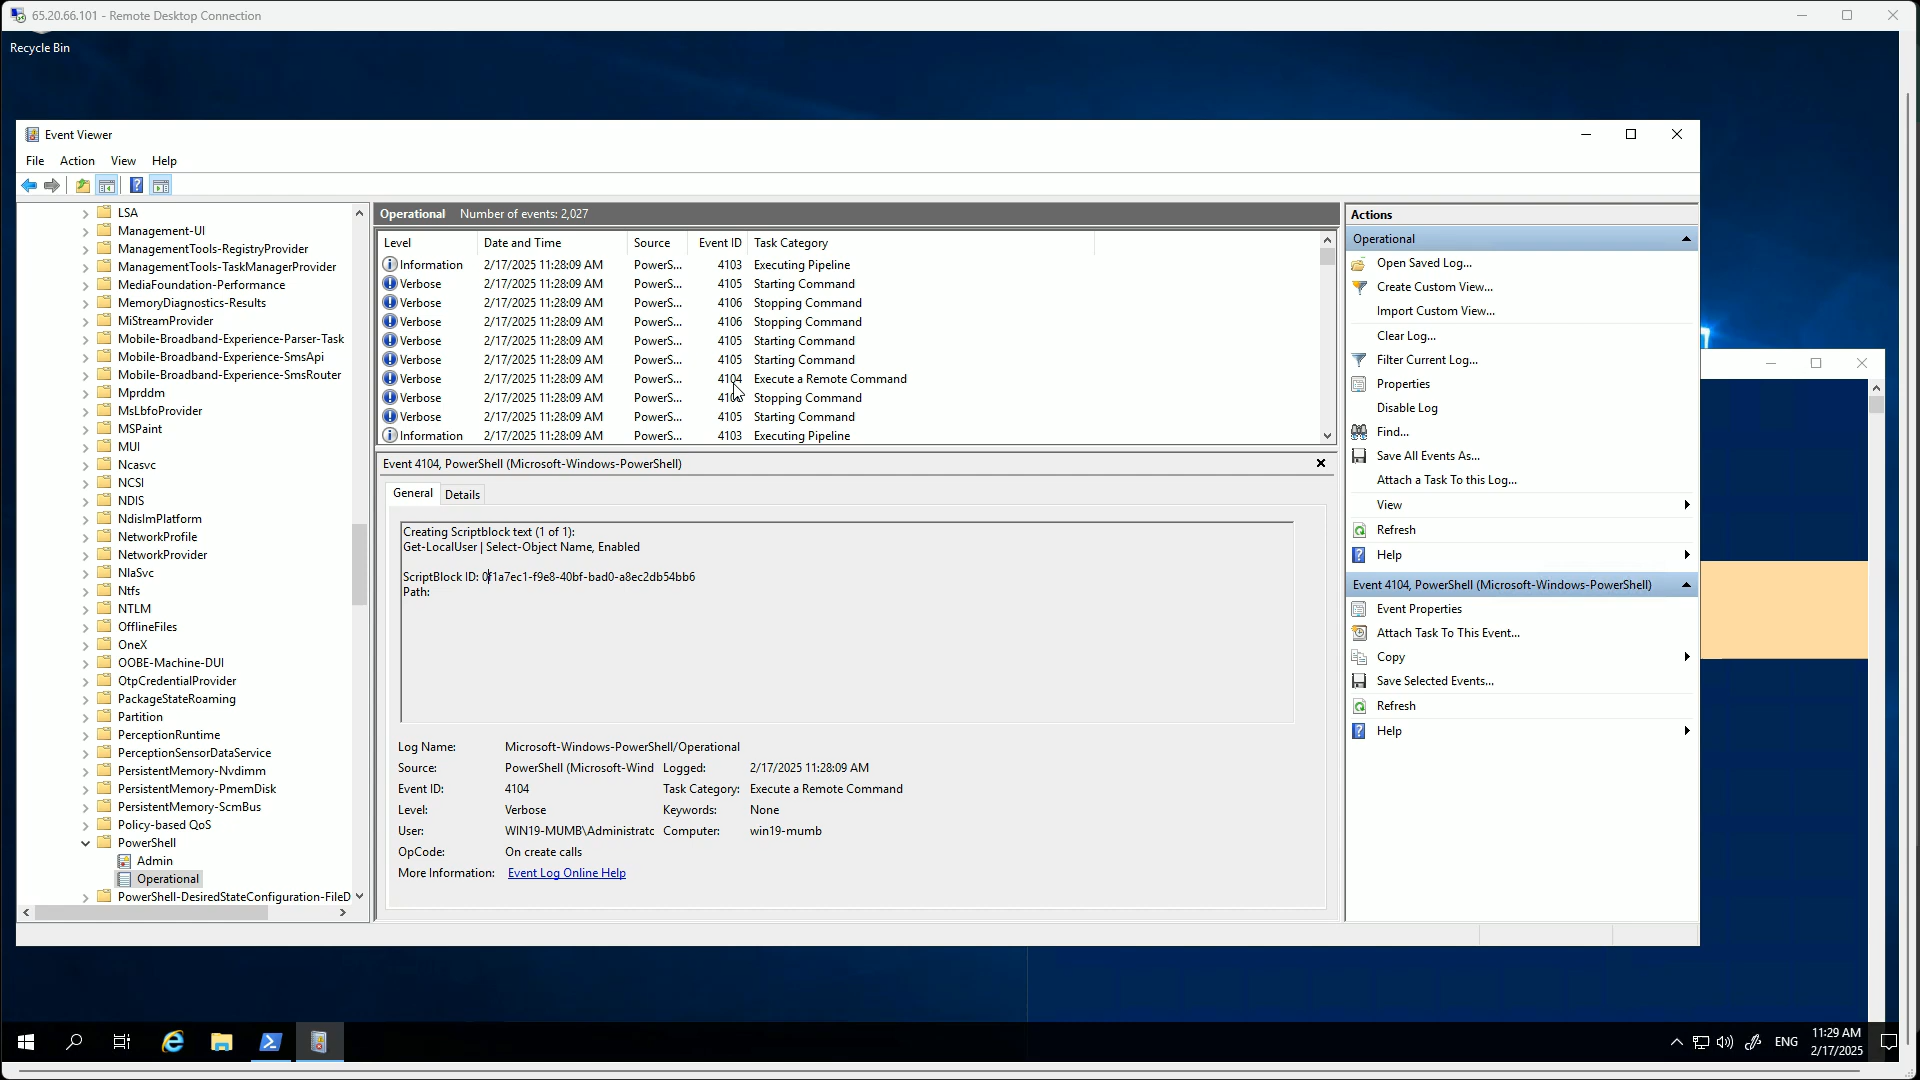 65.20.66.101 - Remote Desktop Connection
Recycle Bin
Event Viewer
File Action View Help
LSA
Management-UI
ManagementTools-RegistryProvider
ManagementTools-TaskManagerProvider
MediaFoundation-Performance
MemoryDiagnostics-Results
MiStreamProvider
Mobile-Broadband-Experience-Parser-Task
Mobile-Broadband-Experience-SmsApi
Mobile-Broadband-Experience-SmsRouter
Mprddm
MsLbfoProvider
MSPaint
MUI
Ncasvc
NCSI
NDIS
NdisImPlatform
NetworkProfile
NetworkProvider
NlaSvc
Ntfs
NTLM
OfflineFiles
OneX
OOBE-Machine-DUI
OtpCredentialProvider
PackageStateRoaming
Partition
PerceptionRuntime
PerceptionSensorDataService
PersistentMemory-Nvdimm
PersistentMemory-PmemDisk
PersistentMemory-ScmBus
Policy-based QoS
PowerShell
Admin
Operational
PowerShell-DesiredStateConfiguration-FileD
Operational Number of events: 2,027
Level Date and Time Source Event ID Task Category
Information 2/17/2025 11:28:09 AM PowerS... 4103 Executing Pipeline
Verbose 2/17/2025 11:28:09 AM PowerS... 4105 Starting Command
Verbose 2/17/2025 11:28:09 AM PowerS... 4106 Stopping Command
Verbose 2/17/2025 11:28:09 AM PowerS... 4106 Stopping Command
Verbose 2/17/2025 11:28:09 AM PowerS... 4105 Starting Command
Verbose 2/17/2025 11:28:09 AM PowerS... 4105 Starting Command
Verbose 2/17/2025 11:28:09 AM PowerS... 4104 Execute a Remote Command
Verbose 2/17/2025 11:28:09 AM PowerS... Stopping Command
Verbose 2/17/2025 11:28:09 AM PowerS... 4105 Starting Command
Information 2/17/2025 11:28:09 AM PowerS... 4103 Executing Pipeline
Event 4104, PowerShell (Microsoft-Windows-PowerShell)
General Details
Creating Scriptblock text (1 of 1):
Get-LocalUser | Select-Object Name, Enabled
ScriptBlock ID: 0f1a7ec1-f9e8-40bf-bad0-a8ec2db54bb6
Path:
Log Name: Microsoft-Windows-PowerShell/Operational
Source: PowerShell (Microsoft-Wind Logged: 2/17/2025 11:28:09 AM
Event ID: 4104 Task Category: Execute a Remote Command
Level: Verbose Keywords: None
User: WIN19-MUMB\Administratc Computer: win19-mumb
OpCode: On create calls
More Information: Event Log Online Help
Actions
Operational
Open Saved Log...
Create Custom View...
Import Custom View...
Clear Log...
Filter Current Log...
Properties
Disable Log
Find...
Save All Events As...
Attach a Task To this Log...
View
Refresh
Help
Event 4104, PowerShell (Microsoft-Windows-PowerShell)
Event Properties
Attach Task To This Event...
Copy
Save Selected Events...
Refresh
Help
ENG
11:29 AM
2/17/2025